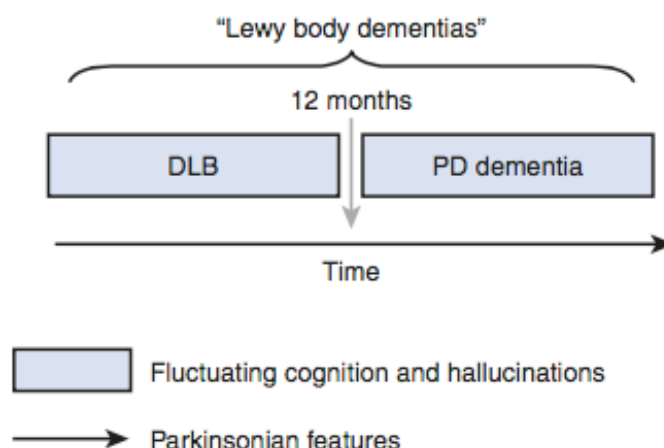 “Lewy body dementias”
12 months
DLB
PD dementia
Time
Fluctuating cognition and hallucinations
Parkinsonian features